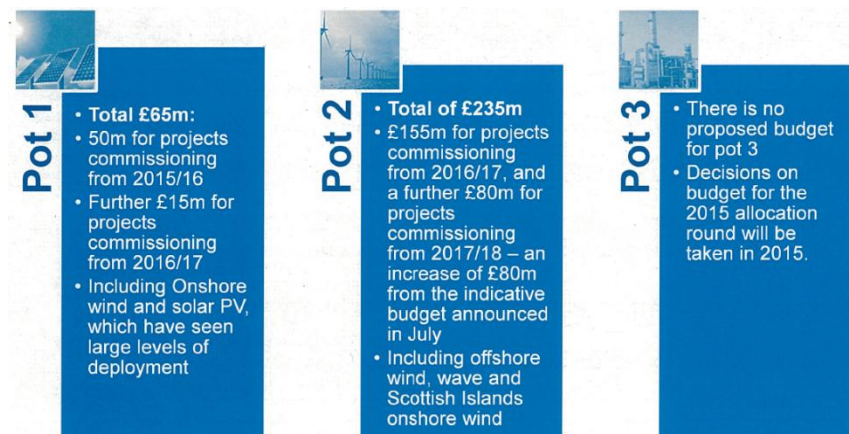 Pot 1
• Total £65m:
• 50m for projects
commissioning
from 2015/16
• Further £15m for
projects
commissioning
from 2016/17
• Including Onshore
wind and solar PV,
which have seen
large levels of
deployment
Pot 2
• Total of £235m
• £155m for projects
commissioning
from 2016/17, and
a further £80m for
projects
commissioning
from 2017/18 – an
increase of £80m
from the indicative
budget announced
in July
• Including offshore
wind, wave and
Scottish Islands
onshore wind
Pot 3
• There is no
proposed budget
for pot 3
• Decisions on
budget for the
2015 allocation
round will be
taken in 2015.